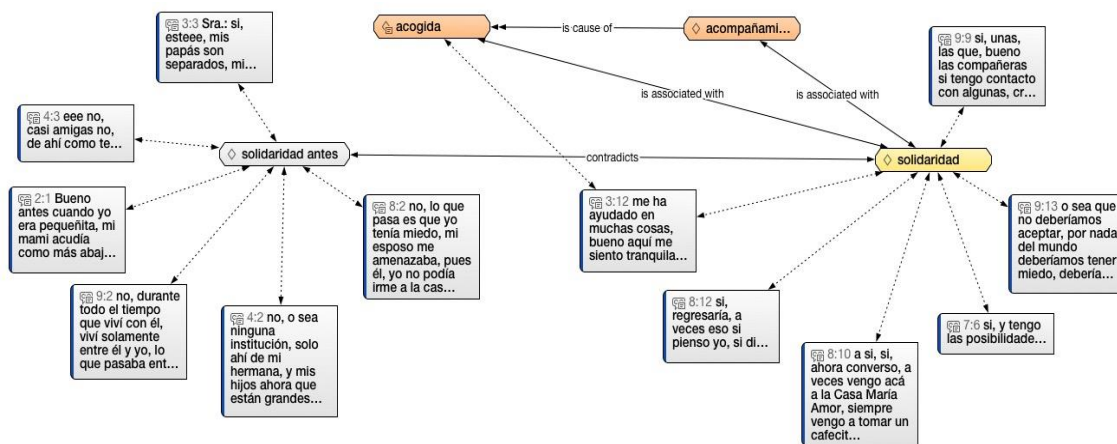 acogida
is cause of
acompañami...
3:3 Sra.: si,
esteee, mis
papás son
separados, mi...
9:9 si, unas,
las que, bueno
las compañeras
si tengo contacto
con algunas, cr...
is associated with
is associated with
4:3 eee no,
casi amigas no,
de ahí como te...
solidaridad antes
contradicts
solidaridad
2:1 Bueno
antes cuando yo
era pequeñita, mi
mami acudía
como más abaj...
8:2 no, lo que
pasa es que yo
tenía miedo, mi
esposo me
amenazaba, pues
él, yo no podía
irme a la cas...
3:12 me ha
ayudado en
muchas cosas,
bueno aquí me
siento tranquila...
9:13 o sea que
no deberíamos
aceptar, por nada
del mundo
deberíamos tener
miedo, debería...
9:2 no, durante
todo el tiempo
que viví con él,
viví solamente
entre él y yo, lo
que pasaba ent...
4:2 no, o sea
ninguna
institución, solo
ahí de mi
hermana, y mis
hijos ahora que
están grandes...
8:12 si,
regresaría, a
veces eso si
pienso yo, si di...
7:6 si, y tengo
las posibilidade...
8:10 a si, si,
ahora converso, a
veces vengo acá
a la Casa María
Amor, siempre
vengo a tomar un
cafecit...